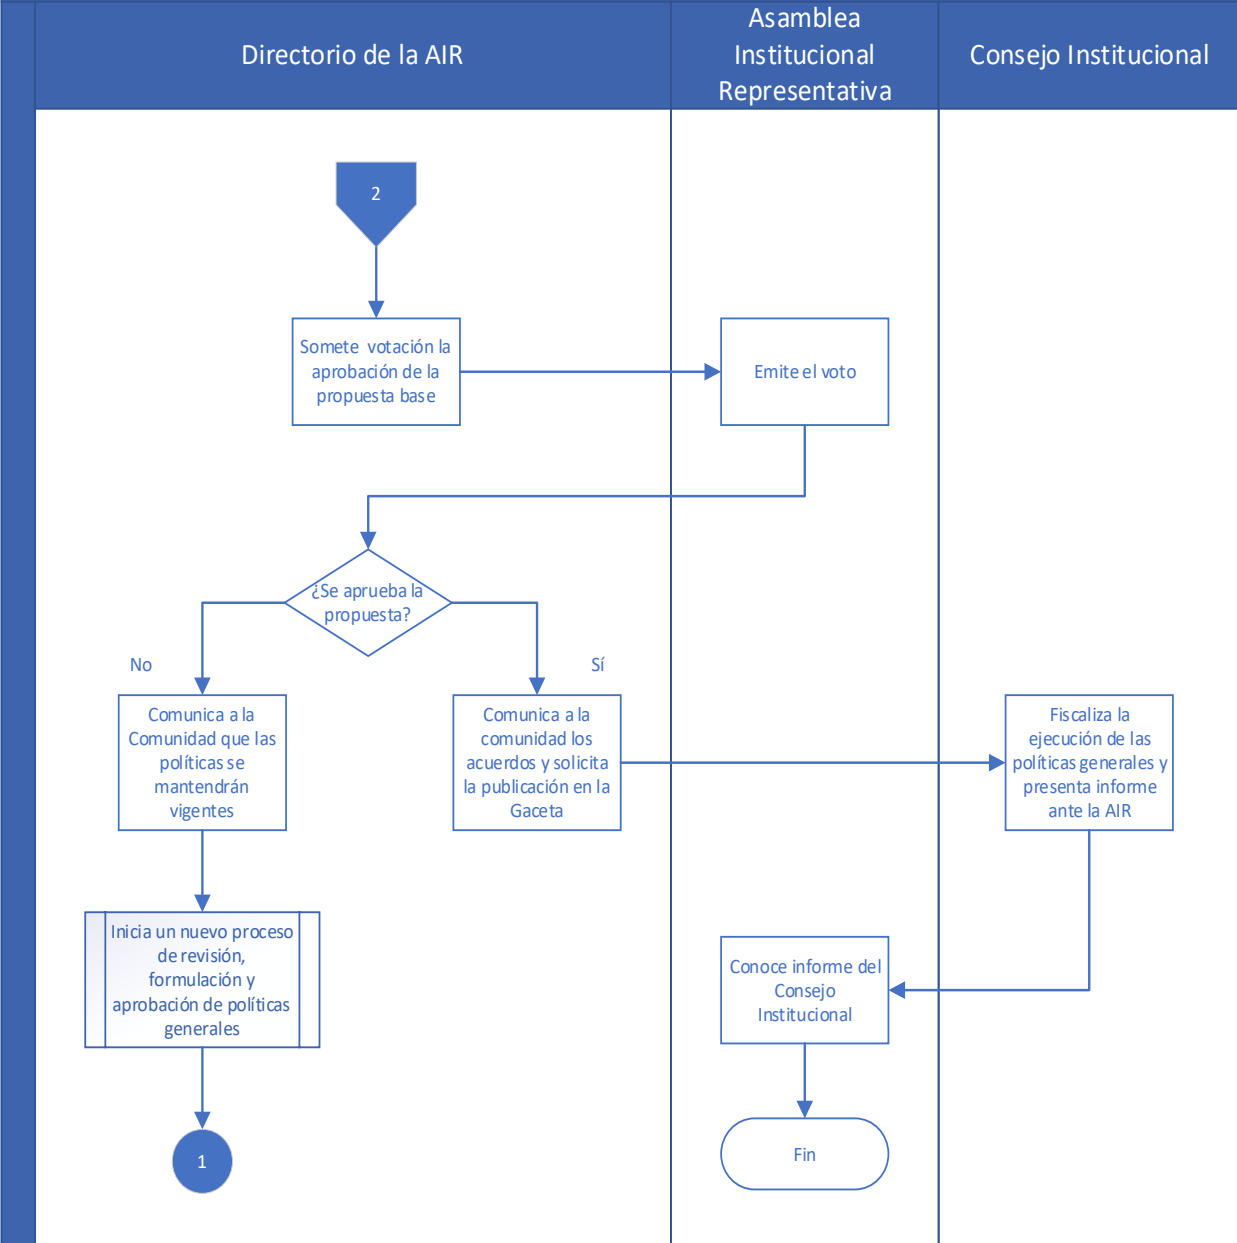 Directorio de la AIR
Asamblea
Institucional
Representativa
Consejo Institucional
2
Somete votación la
aprobación de la
propuesta base
Emite el voto
¿Se aprueba la
propuesta?
No
Sí
Comunica a la
Comunidad que las
políticas se
mantendrán
vigentes
Comunica a la
comunidad los
acuerdos y solicita
la publicación en la
Gaceta
Fiscaliza la
ejecución de las
políticas generales y
presenta informe
ante la AIR
Inicia un nuevo proceso
de revisión,
formulación y
aprobación de políticas
generales
Conoce informe del
Consejo
Institucional
1
Fin